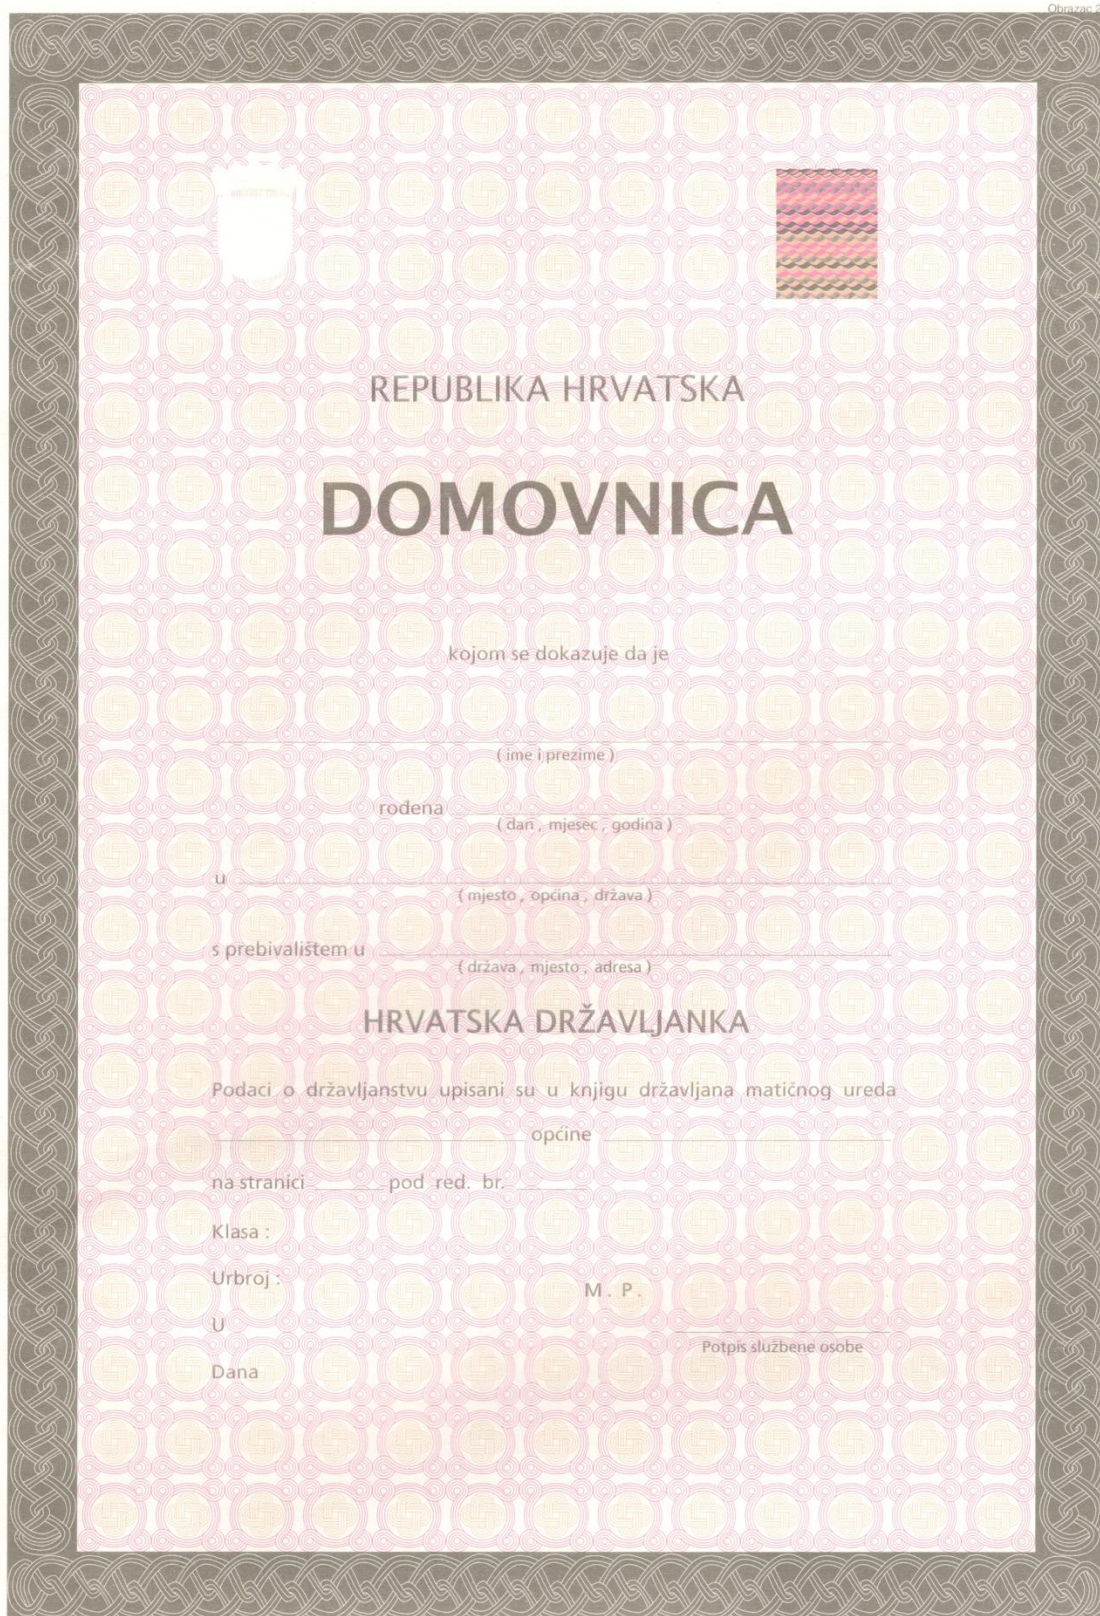 Obrazac 2
REPUBLIKA HRVATSKA
DOMOVNICA
kojom se dokazuje da je
( ime i prezime )
rođena
( dan , mjesec , godina )
u
( mjesto , općina , država )
s prebivalištem u
( država , mjesto , adresa )
HRVATSKA DRŽAVLJANKA
Podaci o državljanstvu upisani su u knjigu državljana matičnog ureda
općine
na stranici pod red. br.
Klasa :
Urbroj :
M . P .
U
Potpis službene osobe
Dana